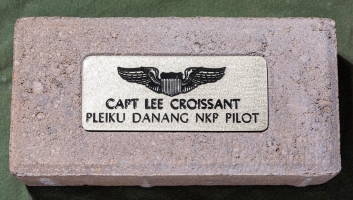 CAPT LEE CROISSANT
PLEIKU DANANG NKP PILOT